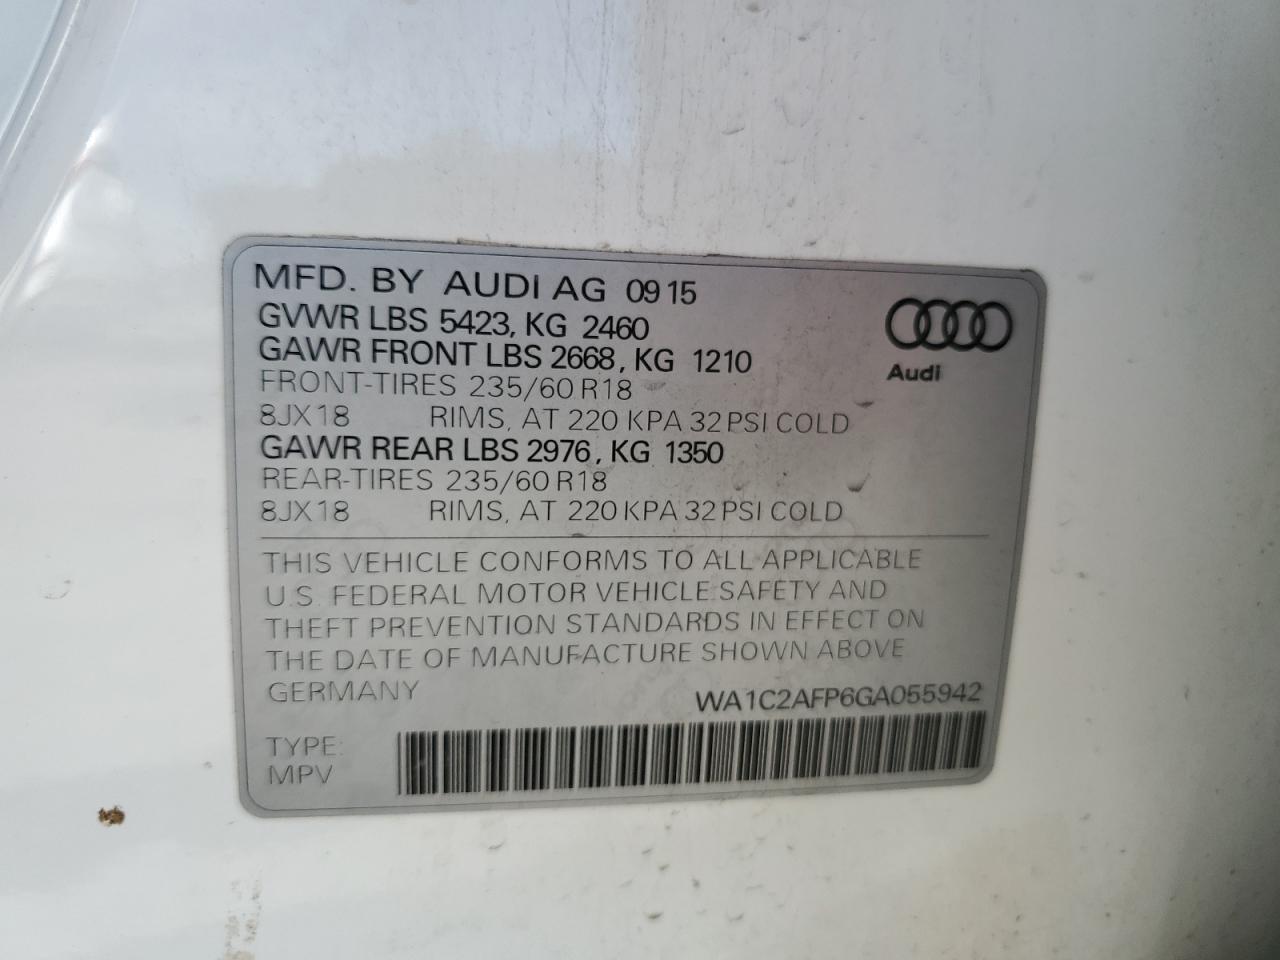 MFD. BY AUDI AG 0915
GVWR LBS 5423, KG 2460
GAWR FRONT LBS 2668, KG 1210
FRONT-TIRES 235/60 R18
8JX18 RIMS, AT 220 KPA 32 PSI COLD
GAWR REAR LBS 2976, KG 1350
REAR-TIRES 235/60 R18
8JX18 RIMS, AT 220 KPA 32 PSI COLD
Audi
THIS VEHICLE CONFORMS TO ALL APPLICABLE
U.S. FEDERAL MOTOR VEHICLE SAFETY AND
THEFT PREVENTION STANDARDS IN EFFECT ON
THE DATE OF MANUFACTURE SHOWN ABOVE
GERMANY WA1C2AFP6GA055942
TYPE:
MPV